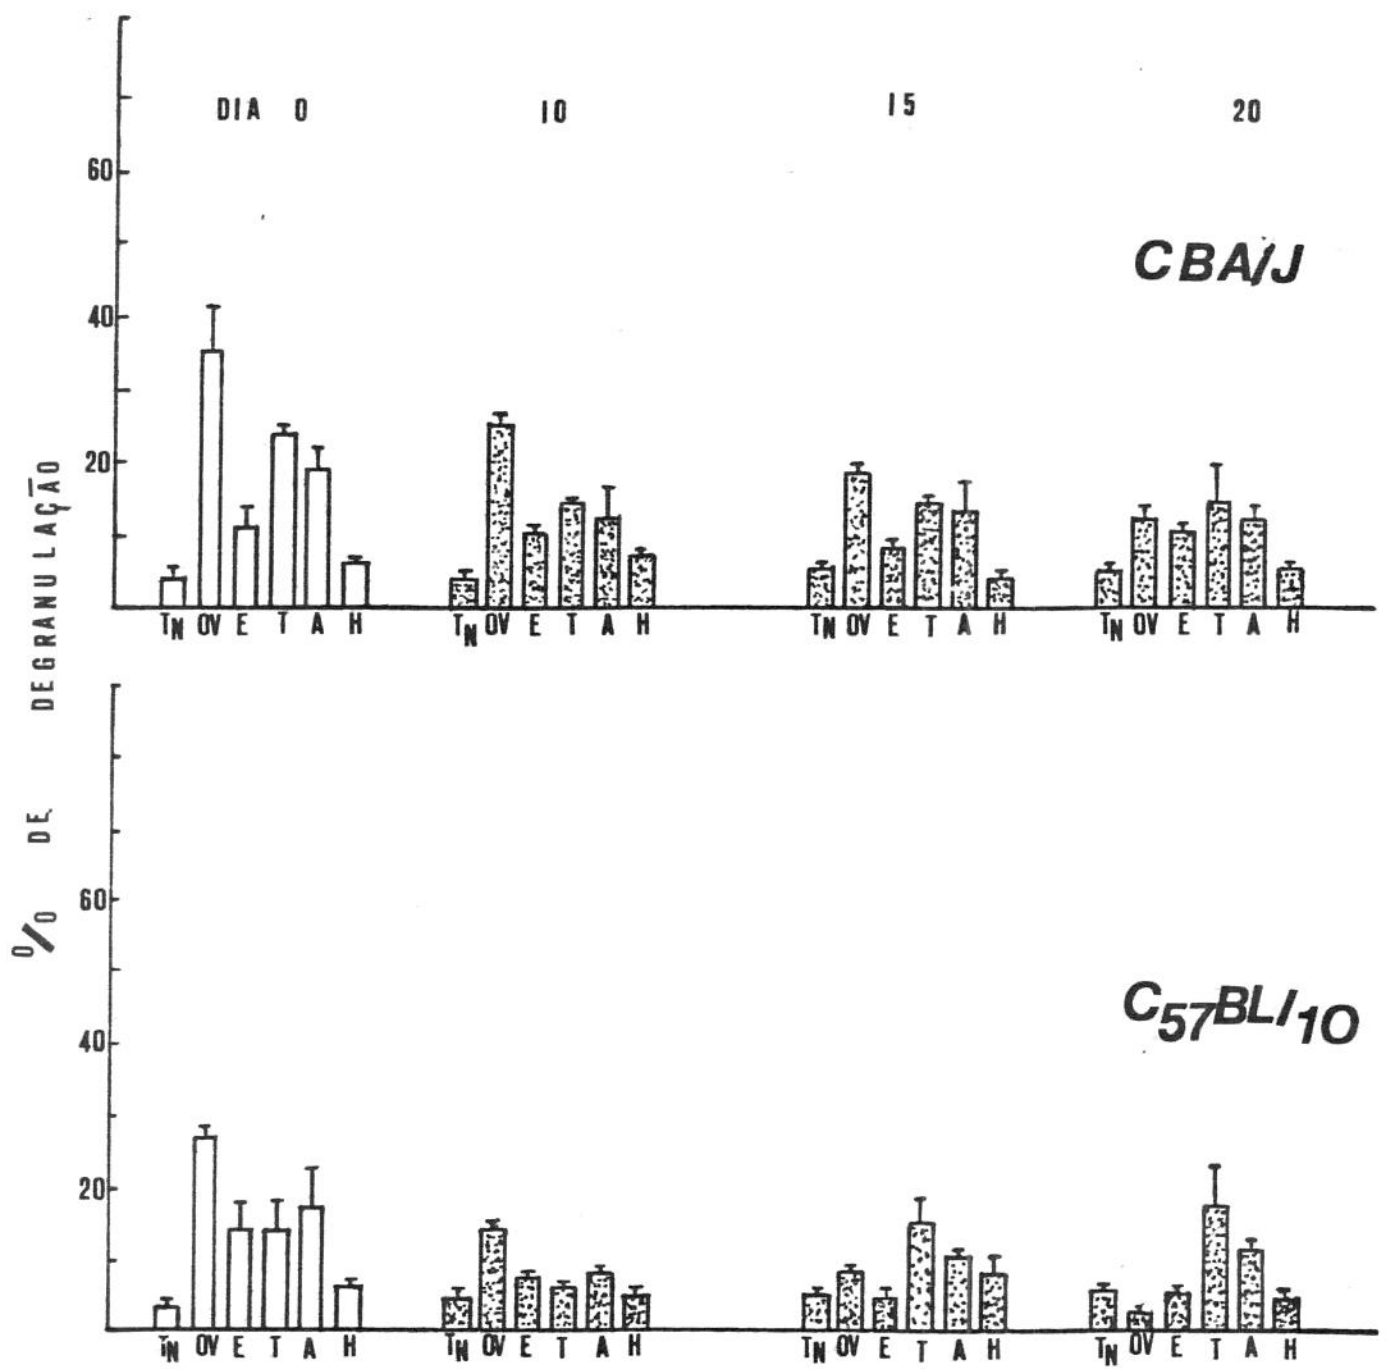 DIA 0 10 15 20
60
CBA/J
40
20
TN OV E T A H TN OV E T A H TN OV E T A H TN OV E T A H
% DE DEGRANULAÇÃO
60
C57BL/10
40
20
TN OV E T A H TN OV E T A H TN OV E T A H TN OV E T A H